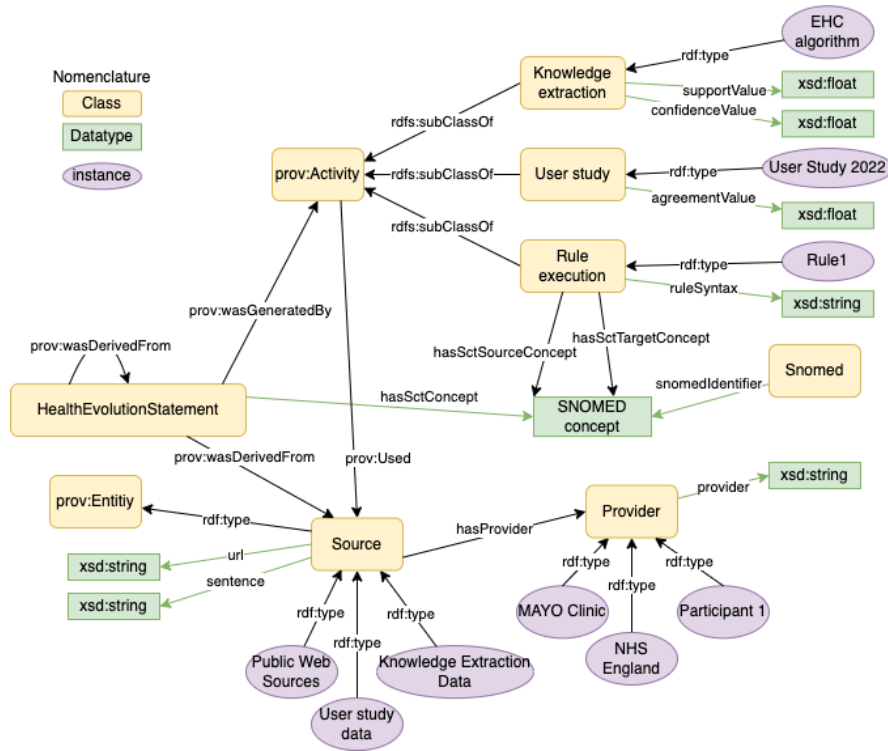 EHC
algorithm
rdf:type
Nomenclature
Class
Datatype
instance
Knowledge
extraction
supportValue
xsd:float
confidenceValue
xsd:float
rdfs:subClassOf
prov:Activity
rdfs:subClassOf
User study
rdf:type
User Study 2022
agreementValue
xsd:float
rdfs:subClassOf
Rule
execution
rdf:type
Rule1
ruleSyntax
xsd:string
prov:wasGeneratedBy
prov:wasDerivedFrom
hasSctTargetConcept
hasSctSourceConcept
HealthEvolutionStatement
hasSctConcept
SNOMED
concept
snomedIdentifier
Snomed
prov:wasDerivedFrom
prov:Used
prov:Entitiy
rdf:type
Source
hasProvider
Provider
provider
xsd:string
url
xsd:string
sentence
xsd:string
rdf:type
rdf:type
rdf:type
rdf:type
rdf:type
rdf:type
MAYO Clinic
NHS
England
Participant 1
Public Web
Sources
User study
data
Knowledge Extraction
Data